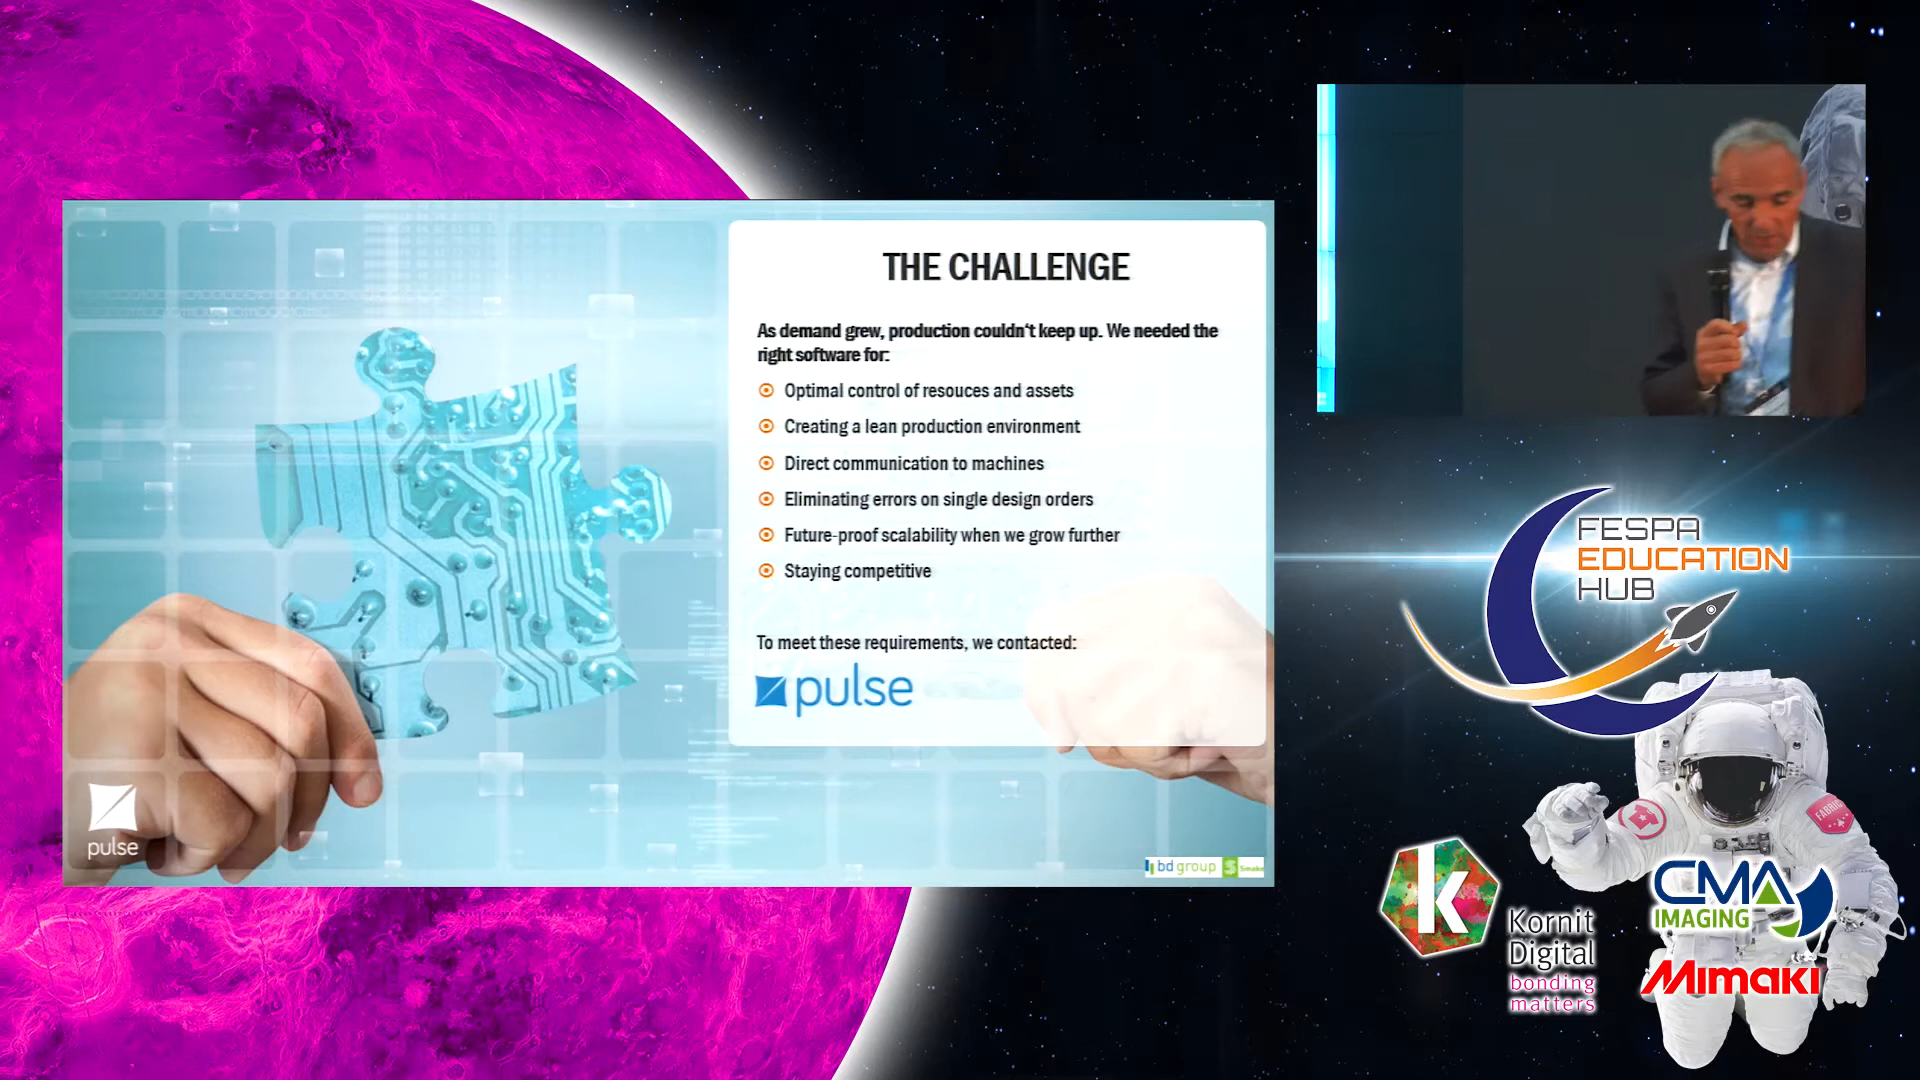 THE CHALLENGE
As demand grew, production couldn't keep up. We needed the
right software for:
Optimal control of resouces and assets
Creating a lean production environment
Direct communication to machines
Eliminating errors on single design orders
Future-proof scalability when we grow further
Staying competitive
To meet these requirements, we contacted:
pulse
pulse
bd group
FESPA
EDUCATION
HUB
FABRIC
k
Kornit
Digital
bonding
matters
CMA
IMAGING
Mimaki